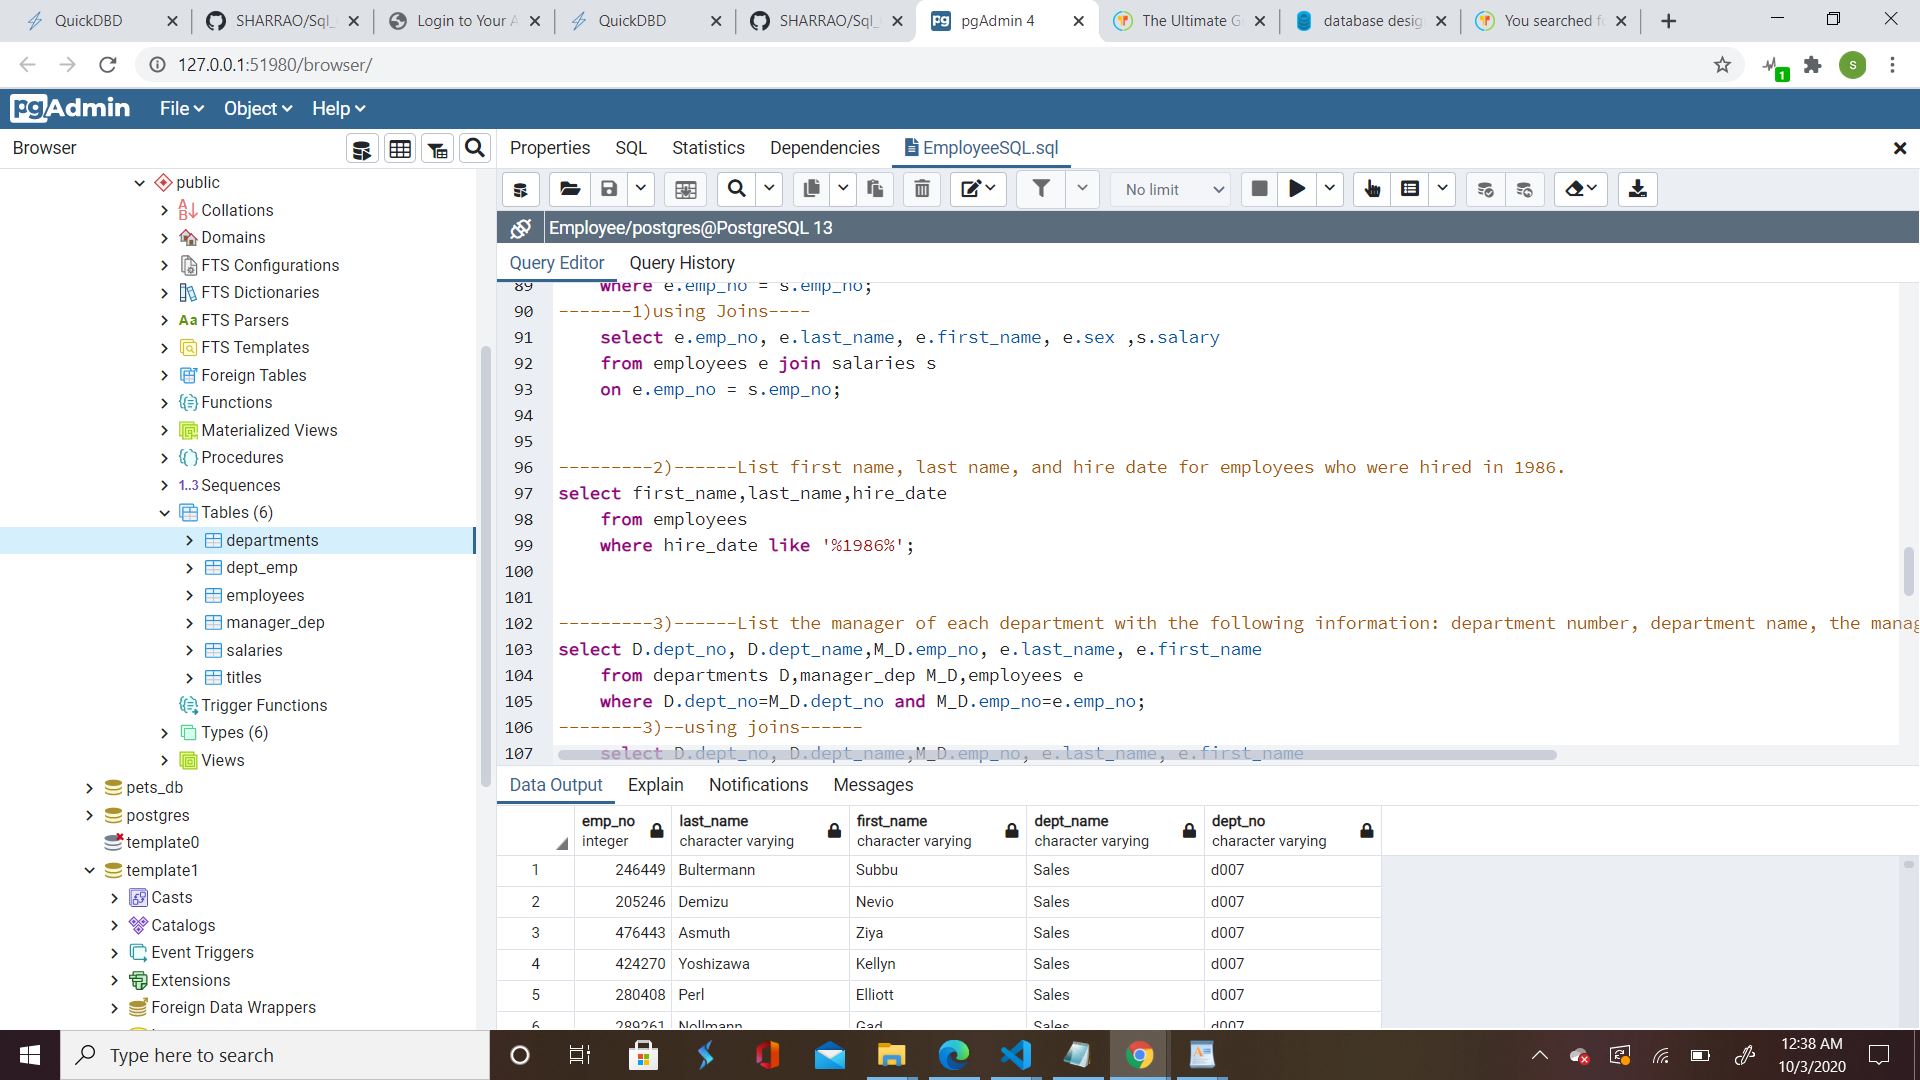 QuickDBD
SHARRAO/Sql_
Login to Your A
QuickDBD
SHARRAO/Sql_
pgAdmin 4
The Ultimate G
database desig
You searched f
127.0.0.1:51980/browser/
1
S
pgAdmin
File
Object
Help
Browser
Properties
SQL
Statistics
Dependencies
EmployeeSQL.sql
No limit
Employee/postgres@PostgreSQL 13
Query Editor
Query History
public
Collations
Domains
FTS Configurations
FTS Dictionaries
Aa FTS Parsers
FTS Templates
Foreign Tables
Functions
Materialized Views
Procedures
1..3 Sequences
Tables (6)
departments
dept_emp
employees
manager_dep
salaries
titles
Trigger Functions
Types (6)
Views
pets_db
postgres
template0
template1
Casts
Catalogs
Event Triggers
Extensions
Foreign Data Wrappers
89 where e.emp_no = s.emp_no;
90 -------1)using Joins----
91 select e.emp_no, e.last_name, e.first_name, e.sex ,s.salary
92 from employees e join salaries s
93 on e.emp_no = s.emp_no;
94
95
96 ---------2)------List first name, last name, and hire date for employees who were hired in 1986.
97 select first_name,last_name,hire_date
98 from employees
99 where hire_date like '%1986%';
100
101
102 ---------3)------List the manager of each department with the following information: department number, department name, the manag
103 select D.dept_no, D.dept_name,M_D.emp_no, e.last_name, e.first_name
104 from departments D,manager_dep M_D,employees e
105 where D.dept_no=M_D.dept_no and M_D.emp_no=e.emp_no;
106 --------3)--using joins------
107 select D.dept_no, D.dept_name,M_D.emp_no, e.last_name, e.first_name
Data Output
Explain
Notifications
Messages
emp_no integer
last_name character varying
first_name character varying
dept_name character varying
dept_no character varying
1 246449 Bultermann Subbu Sales d007
2 205246 Demizu Nevio Sales d007
3 476443 Asmuth Ziya Sales d007
4 424270 Yoshizawa Kellyn Sales d007
5 280408 Perl Elliott Sales d007
6 289261 Nollmann Gad Sales d007
Type here to search
12:38 AM
10/3/2020